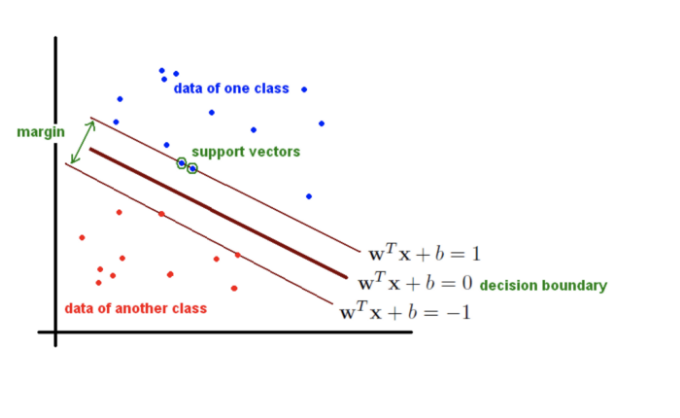 data of one class
margin
support vectors
w^T x + b = 1
w^T x + b = 0 decision boundary
data of another class
w^T x + b = −1